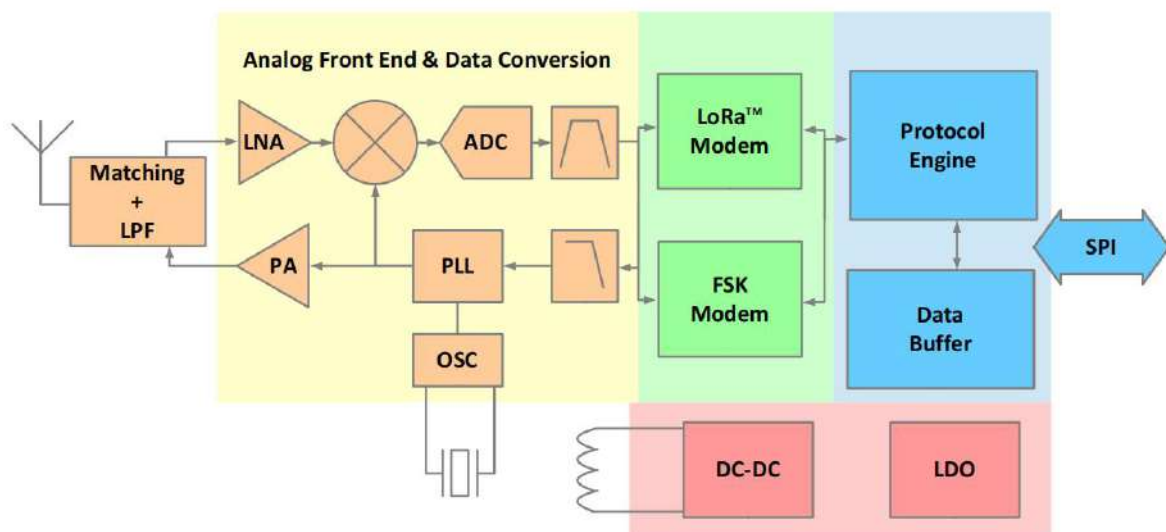 Analog Front End & Data Conversion
LNA
ADC
LoRa™
Modem
Protocol
Engine
Matching
+
LPF
PA
PLL
FSK
Modem
SPI
Data
Buffer
OSC
DC-DC
LDO